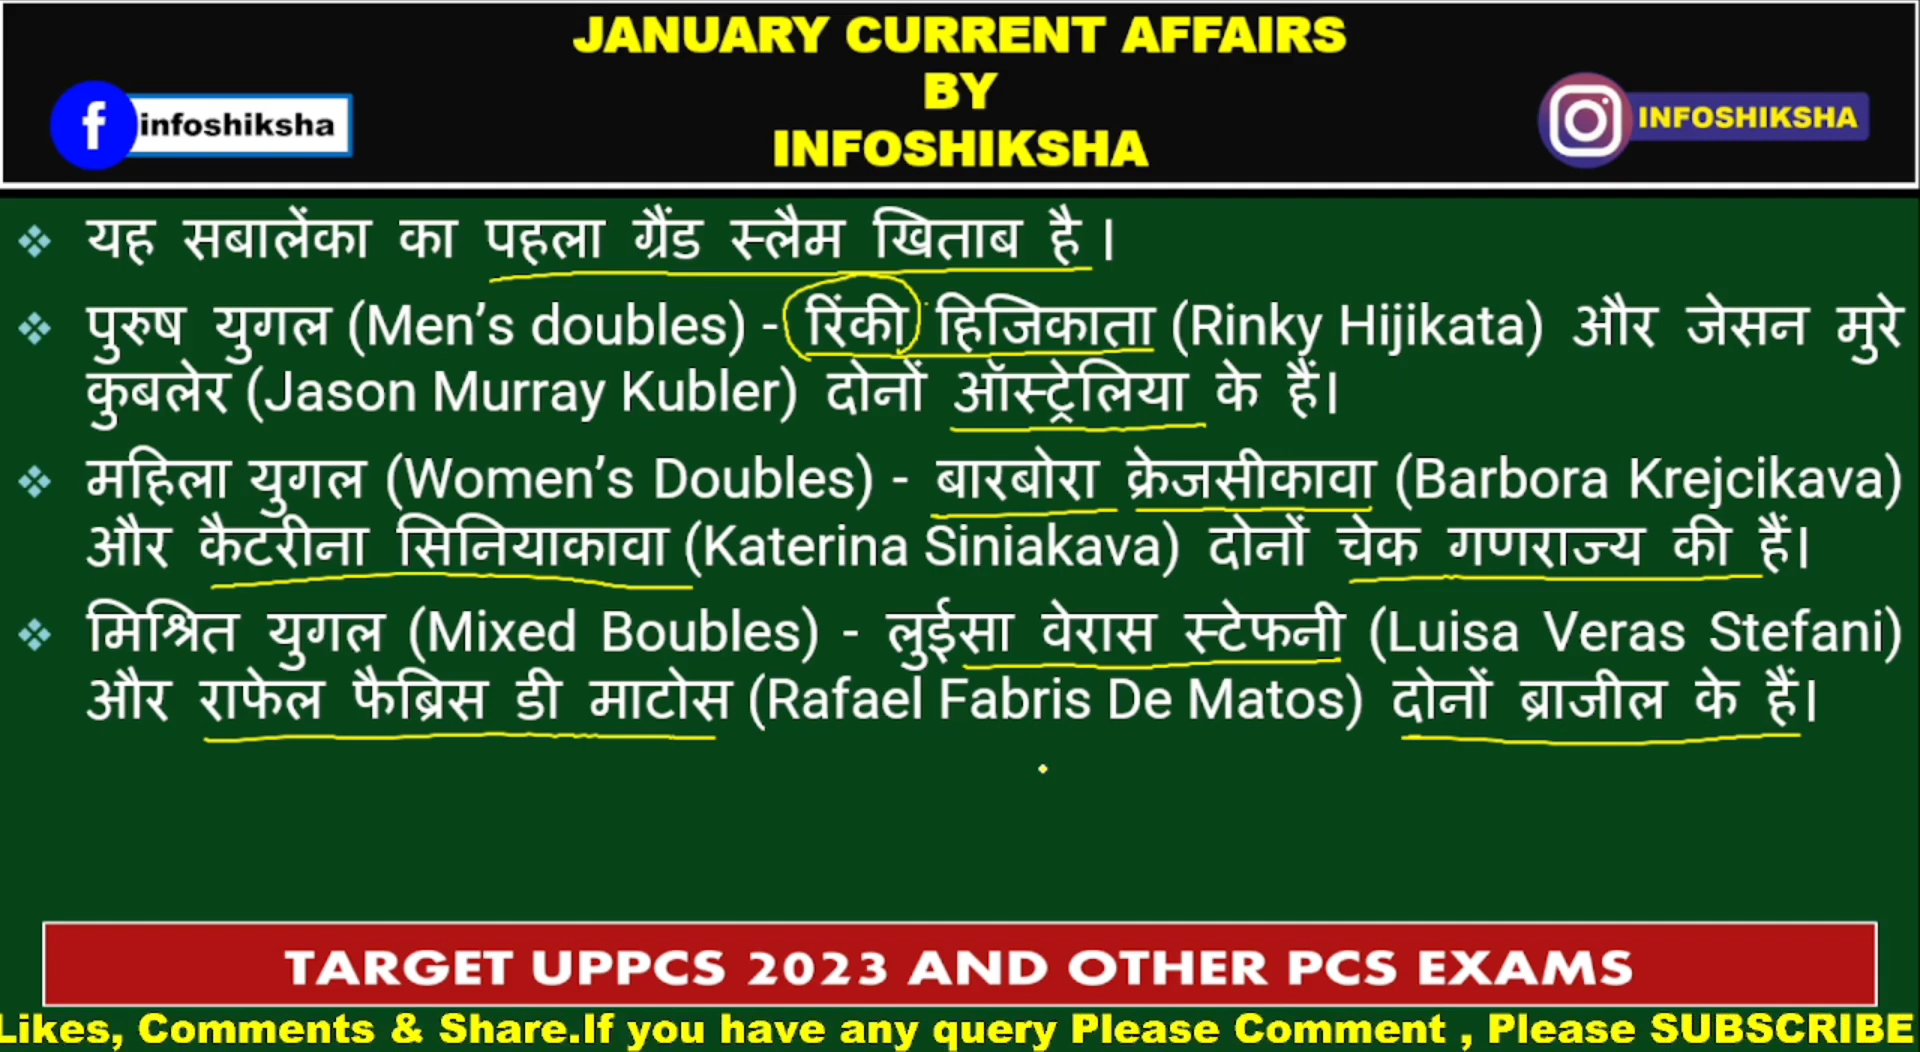 JANUARY CURRENT AFFAIRS
BY
INFOSHIKSHA
infoshiksha
INFOSHIKSHA
यह सबालेंका का पहला ग्रैंड स्लैम खिताब है ।
पुरुष युगल (Men’s doubles) - रिंकी हिजिकाता (Rinky Hijikata) और जेसन मुरे
कुबलेर (Jason Murray Kubler) दोनों ऑस्ट्रेलिया के हैं।
महिला युगल (Women’s Doubles) - बारबोरा क्रेजसीकावा (Barbora Krejcikava)
और कैटरीना सिनियाकावा (Katerina Siniakava) दोनों चेक गणराज्य की हैं।
मिश्रित युगल (Mixed Boubles) - लुईसा वेरास स्टेफनी (Luisa Veras Stefani)
और राफेल फैब्रिस डी माटोस (Rafael Fabris De Matos) दोनों ब्राजील के हैं।
TARGET UPPCS 2023 AND OTHER PCS EXAMS
Likes, Comments & Share.If you have any query Please Comment , Please SUBSCRIBE